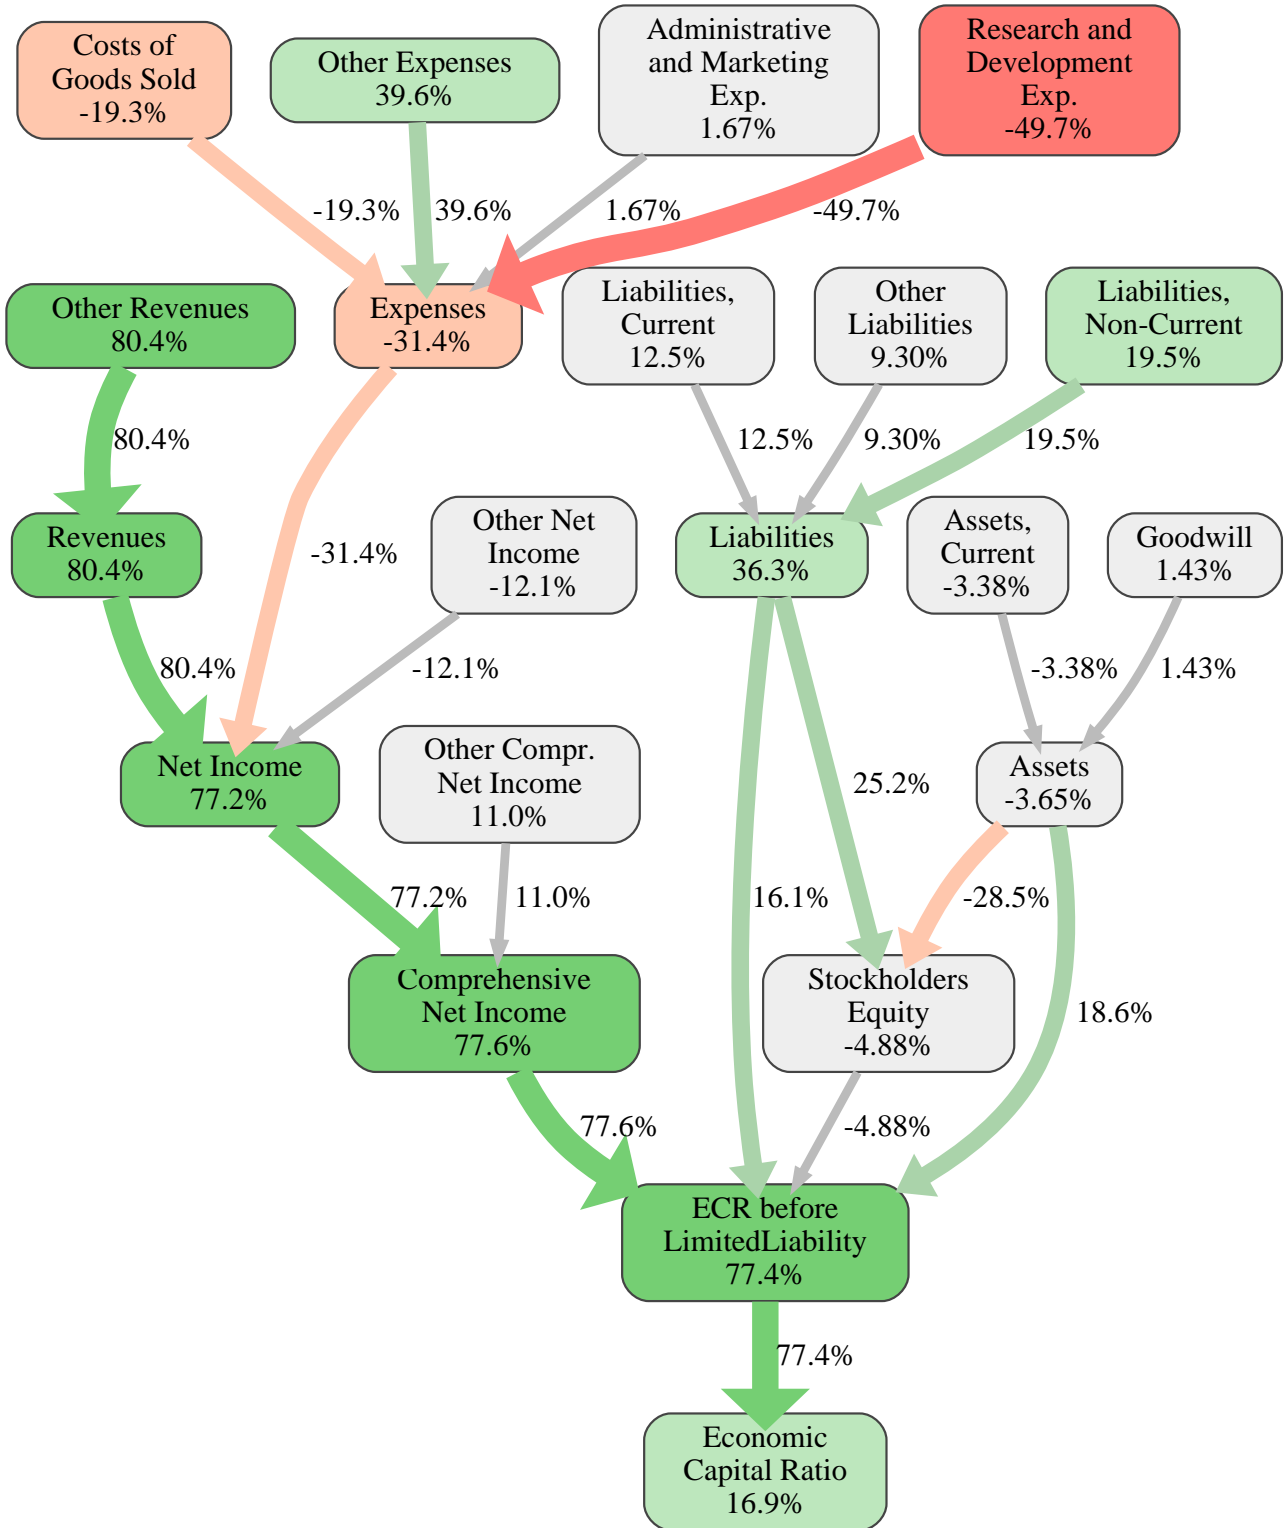 Costs of
Goods Sold
-19.3%
Other Expenses
39.6%
Administrative
and Marketing
Exp.
1.67%
Research and
Development
Exp.
-49.7%
-19.3%
39.6%
1.67%
-49.7%
Other Revenues
80.4%
Expenses
-31.4%
Liabilities,
Current
12.5%
Other
Liabilities
9.30%
Liabilities,
Non-Current
19.5%
80.4%
12.5%
9.30%
19.5%
Revenues
80.4%
-31.4%
Other Net
Income
-12.1%
Liabilities
36.3%
Assets,
Current
-3.38%
Goodwill
1.43%
80.4%
-12.1%
-3.38%
1.43%
Net Income
77.2%
Other Compr.
Net Income
11.0%
25.2%
Assets
-3.65%
77.2%
11.0%
16.1%
-28.5%
Comprehensive
Net Income
77.6%
Stockholders
Equity
-4.88%
18.6%
77.6%
-4.88%
ECR before
LimitedLiability
77.4%
77.4%
Economic
Capital Ratio
16.9%